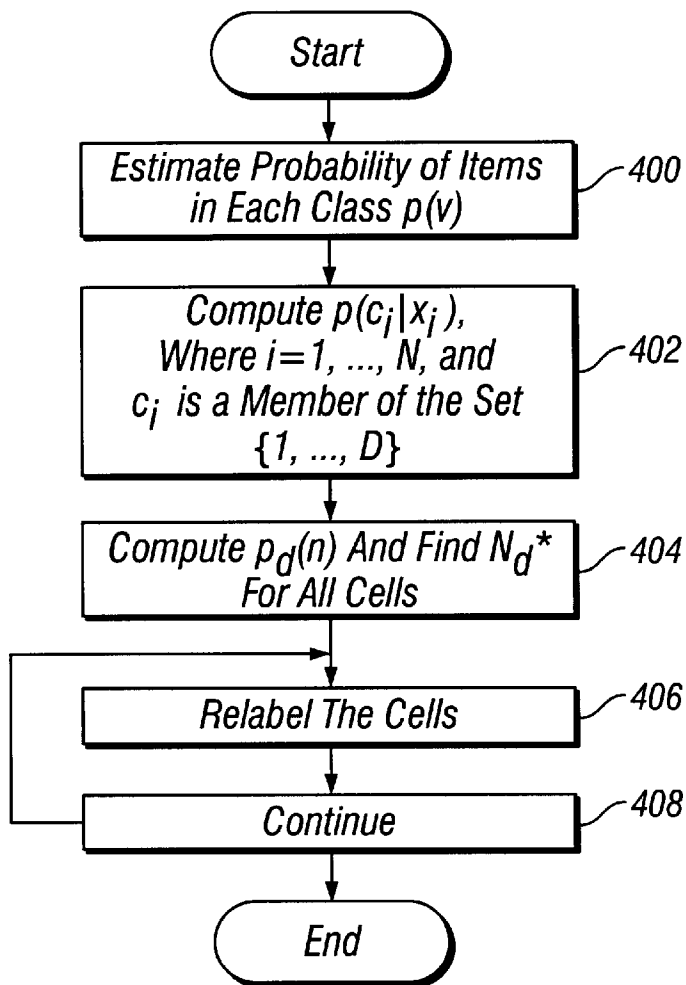 Start
Estimate Probability of Items
in Each Class p(v)
400
Compute p(c_i|x_i),
Where i=1, ..., N, and
c_i is a Member of the Set
{1, ..., D}
402
Compute p_d(n) And Find N_d*
For All Cells
404
Relabel The Cells
406
Continue
408
End